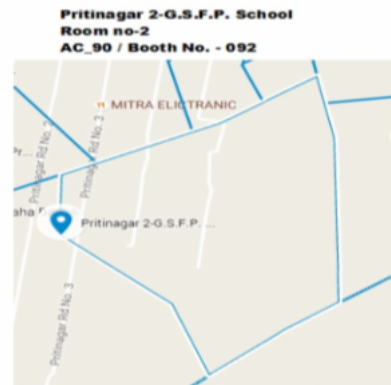 Pritinagar 2-G.S.F.P. School
Room no-2
AC_90 / Booth No. - 092
MITRA ELICTRANIC
Pritinagar Rd No. 2
Pritinagar Rd No. 3
Pritinagar 2-G.S.F.P. ...
Pritinagar Rd No. 3